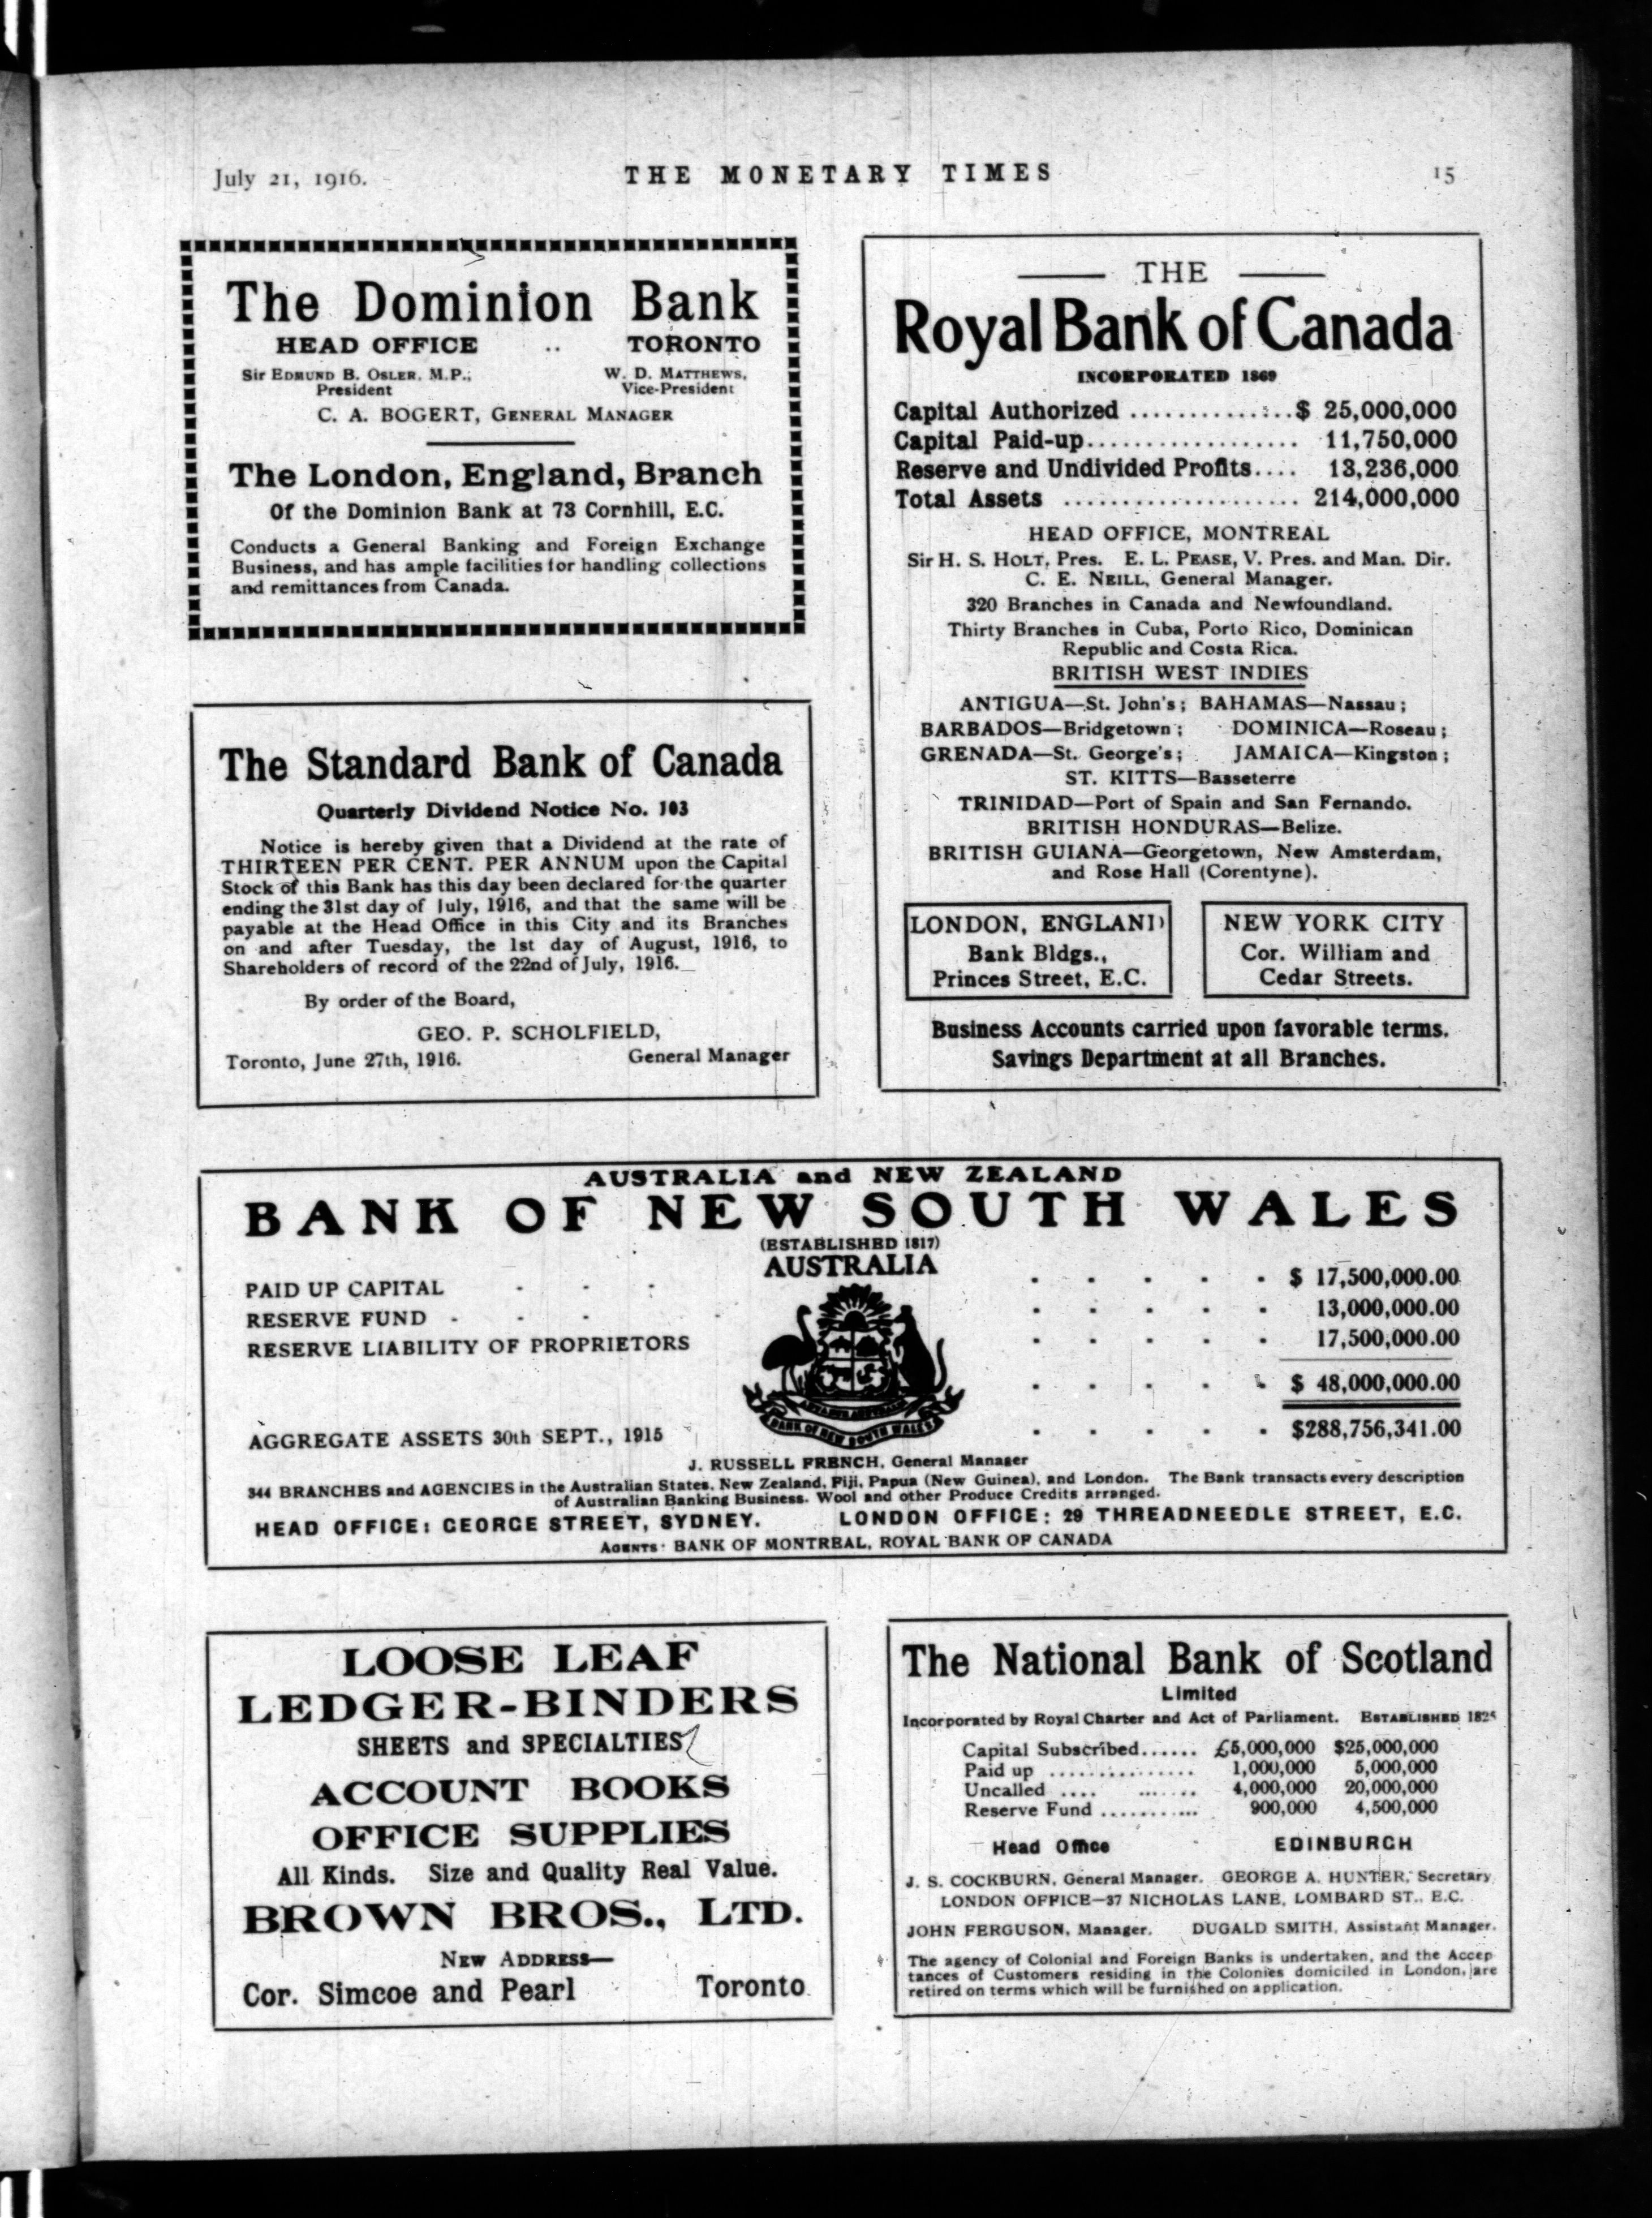 July 21, 1916.
THE MONETARY TIMES
15
The Dominion Bank
HEAD OFFICE .. TORONTO
Sir EDMUND B. OSLER, M.P., W. D. MATTHEWS,
President Vice-President
C. A. BOGERT, GENERAL MANAGER
The London, England, Branch
Of the Dominion Bank at 73 Cornhill, E.C.
Conducts a General Banking and Foreign Exchange
Business, and has ample facilities for handling collections
and remittances from Canada.
The Standard Bank of Canada
Quarterly Dividend Notice No. 103
Notice is hereby given that a Dividend at the rate of
THIRTEEN PER CENT. PER ANNUM upon the Capital
Stock of this Bank has this day been declared for the quarter
ending the 31st day of July, 1916, and that the same will be
payable at the Head Office in this City and its Branches
on and after Tuesday, the 1st day of August, 1916, to
Shareholders of record of the 22nd of July, 1916.
By order of the Board,
GEO. P. SCHOLFIELD,
Toronto, June 27th, 1916. General Manager
THE
Royal Bank of Canada
INCORPORATED 1869
Capital Authorized ..............$ 25,000,000
Capital Paid-up.................. 11,750,000
Reserve and Undivided Profits.... 13,236,000
Total Assets .................... 214,000,000
HEAD OFFICE, MONTREAL
Sir H. S. HOLT, Pres. E. L. PEASE, V. Pres. and Man. Dir.
C. E. NEILL, General Manager.
320 Branches in Canada and Newfoundland.
Thirty Branches in Cuba, Porto Rico, Dominican
Republic and Costa Rica.
BRITISH WEST INDIES
ANTIGUA—St. John's; BAHAMAS—Nassau;
BARBADOS—Bridgetown; DOMINICA—Roseau;
GRENADA—St. George's; JAMAICA—Kingston;
ST. KITTS—Basseterre
TRINIDAD—Port of Spain and San Fernando.
BRITISH HONDURAS—Belize.
BRITISH GUIANA—Georgetown, New Amsterdam,
and Rose Hall (Corentyne).
LONDON, ENGLAND
Bank Bldgs.,
Princes Street, E.C.
NEW YORK CITY
Cor. William and
Cedar Streets.
Business Accounts carried upon favorable terms.
Savings Department at all Branches.
AUSTRALIA and NEW ZEALAND
BANK OF NEW SOUTH WALES
(ESTABLISHED 1817)
AUSTRALIA
PAID UP CAPITAL - - - - - - - - $ 17,500,000.00
RESERVE FUND - - - - - - - - 13,000,000.00
RESERVE LIABILITY OF PROPRIETORS - - - - - 17,500,000.00
- - - - - $ 48,000,000.00
AGGREGATE ASSETS 30th SEPT., 1915 - - - - - $288,756,341.00
BANK OF NEW SOUTH WALES
J. RUSSELL FRENCH, General Manager
344 BRANCHES and AGENCIES in the Australian States, New Zealand, Fiji, Papua (New Guinea), and London. The Bank transacts every description
of Australian Banking Business. Wool and other Produce Credits arranged.
HEAD OFFICE: GEORGE STREET, SYDNEY. LONDON OFFICE: 29 THREADNEEDLE STREET, E.C.
AGENTS: BANK OF MONTREAL, ROYAL BANK OF CANADA
LOOSE LEAF
LEDGER-BINDERS
SHEETS and SPECIALTIES
ACCOUNT BOOKS
OFFICE SUPPLIES
All Kinds. Size and Quality Real Value.
BROWN BROS., LTD.
NEW ADDRESS—
Cor. Simcoe and Pearl Toronto
The National Bank of Scotland
Limited
Incorporated by Royal Charter and Act of Parliament. ESTABLISHED 1825
Capital Subscribed...... £5,000,000 $25,000,000
Paid up ............... 1,000,000 5,000,000
Uncalled .... ....... 4,000,000 20,000,000
Reserve Fund ........... 900,000 4,500,000
Head Office EDINBURGH
J. S. COCKBURN, General Manager. GEORGE A. HUNTER, Secretary
LONDON OFFICE—37 NICHOLAS LANE, LOMBARD ST., E.C.
JOHN FERGUSON, Manager. DUGALD SMITH, Assistant Manager.
The agency of Colonial and Foreign Banks is undertaken, and the Accep
tances of Customers residing in the Colonies domiciled in London, are
retired on terms which will be furnished on application.